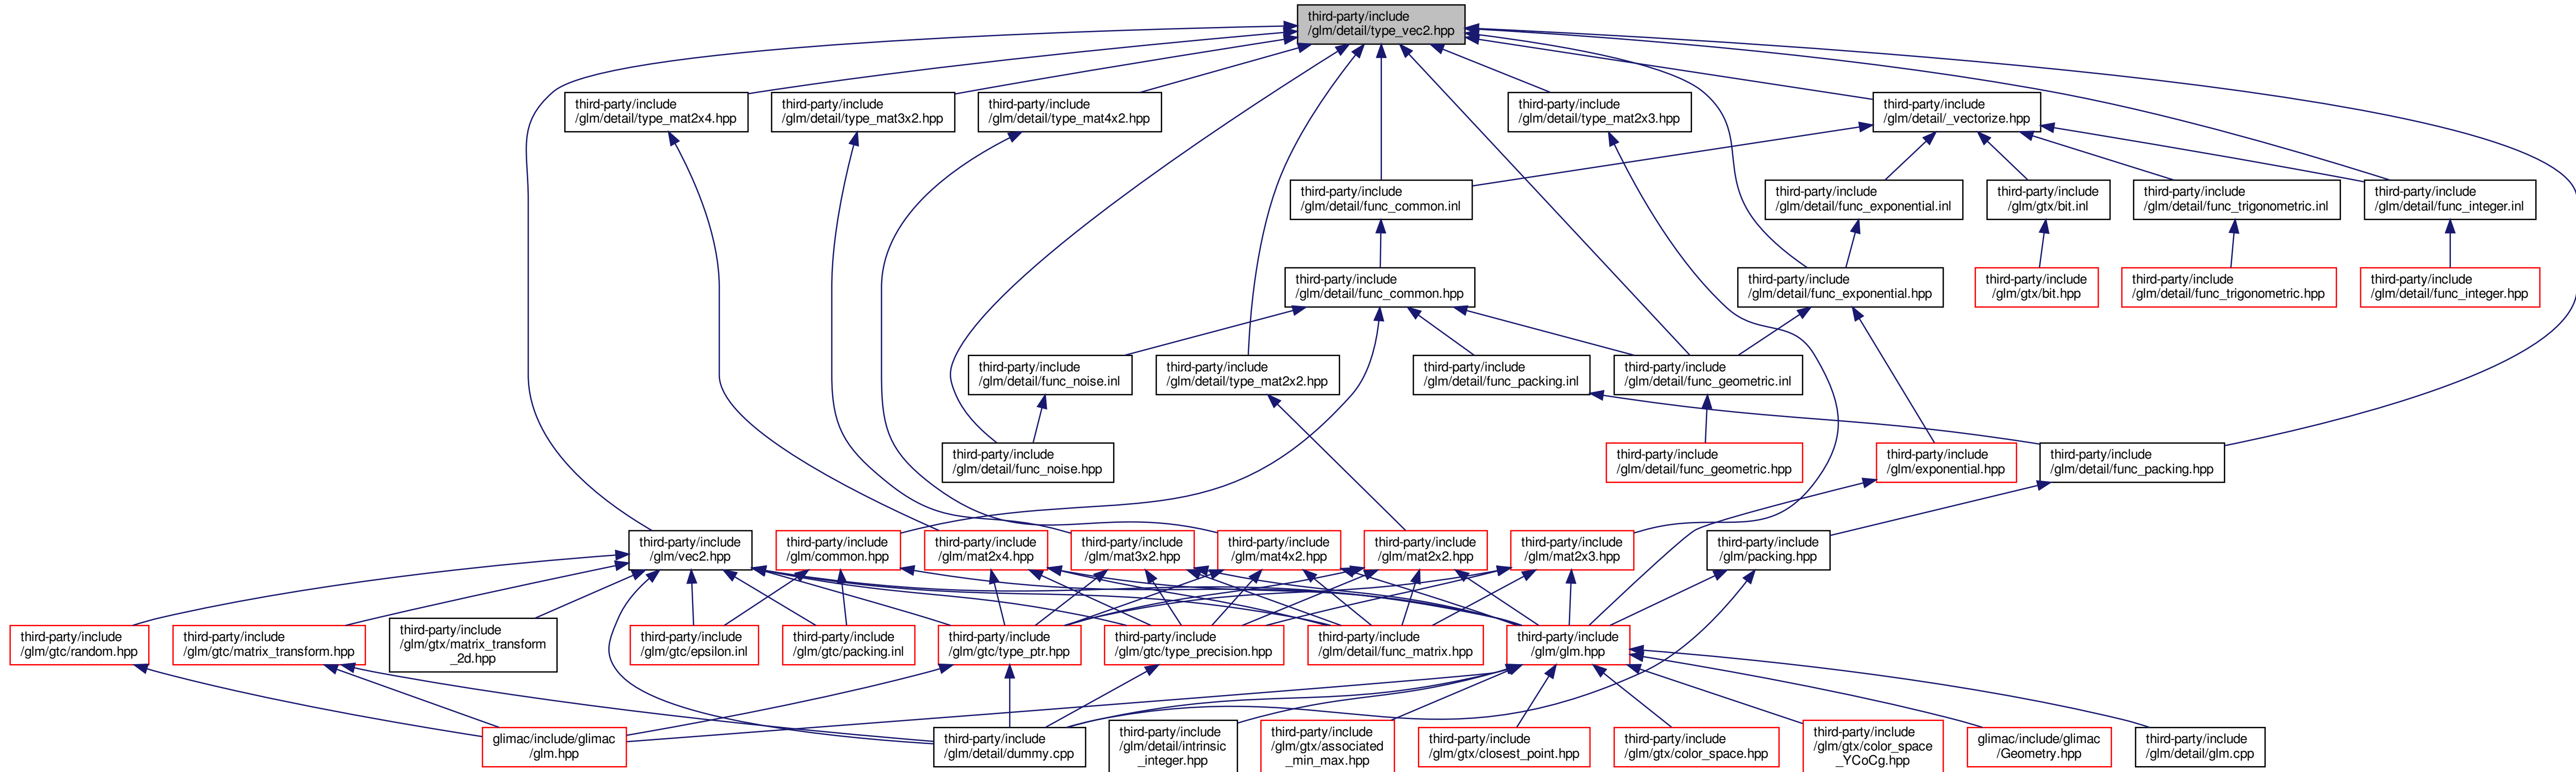 third-party/include
/glm/detail/type_vec2.hpp
third-party/include
/glm/detail/type_mat2x4.hpp
third-party/include
/glm/detail/type_mat3x2.hpp
third-party/include
/glm/detail/type_mat4x2.hpp
third-party/include
/glm/detail/type_mat2x3.hpp
third-party/include
/glm/detail/_vectorize.hpp
third-party/include
/glm/detail/func_common.inl
third-party/include
/glm/detail/func_exponential.inl
third-party/include
/glm/gtx/bit.inl
third-party/include
/glm/detail/func_trigonometric.inl
third-party/include
/glm/detail/func_integer.inl
third-party/include
/glm/detail/func_common.hpp
third-party/include
/glm/detail/func_exponential.hpp
third-party/include
/glm/gtx/bit.hpp
third-party/include
/glm/detail/func_trigonometric.hpp
third-party/include
/glm/detail/func_integer.hpp
third-party/include
/glm/detail/func_noise.inl
third-party/include
/glm/detail/type_mat2x2.hpp
third-party/include
/glm/detail/func_packing.inl
third-party/include
/glm/detail/func_geometric.inl
third-party/include
/glm/detail/func_noise.hpp
third-party/include
/glm/detail/func_geometric.hpp
third-party/include
/glm/exponential.hpp
third-party/include
/glm/detail/func_packing.hpp
third-party/include
/glm/vec2.hpp
third-party/include
/glm/common.hpp
third-party/include
/glm/mat2x4.hpp
third-party/include
/glm/mat3x2.hpp
third-party/include
/glm/mat4x2.hpp
third-party/include
/glm/mat2x2.hpp
third-party/include
/glm/mat2x3.hpp
third-party/include
/glm/packing.hpp
third-party/include
/glm/gtc/random.hpp
third-party/include
/glm/gtc/matrix_transform.hpp
third-party/include
/glm/gtx/matrix_transform
_2d.hpp
third-party/include
/glm/gtc/epsilon.inl
third-party/include
/glm/gtc/packing.inl
third-party/include
/glm/gtc/type_ptr.hpp
third-party/include
/glm/gtc/type_precision.hpp
third-party/include
/glm/detail/func_matrix.hpp
third-party/include
/glm/glm.hpp
glimac/include/glimac
/glm.hpp
third-party/include
/glm/detail/dummy.cpp
third-party/include
/glm/detail/intrinsic
_integer.hpp
third-party/include
/glm/gtx/associated
_min_max.hpp
third-party/include
/glm/gtx/closest_point.hpp
third-party/include
/glm/gtx/color_space.hpp
third-party/include
/glm/gtx/color_space
_YCoCg.hpp
glimac/include/glimac
/Geometry.hpp
third-party/include
/glm/detail/glm.cpp